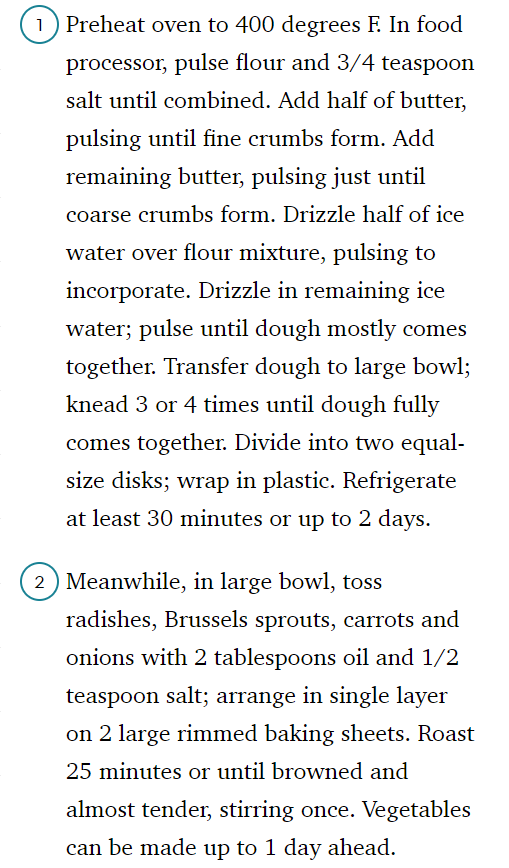 1 Preheat oven to 400 degrees F. In food
processor, pulse flour and 3/4 teaspoon
salt until combined. Add half of butter,
pulsing until fine crumbs form. Add
remaining butter, pulsing just until
coarse crumbs form. Drizzle half of ice
water over flour mixture, pulsing to
incorporate. Drizzle in remaining ice
water; pulse until dough mostly comes
together. Transfer dough to large bowl;
knead 3 or 4 times until dough fully
comes together. Divide into two equal-
size disks; wrap in plastic. Refrigerate
at least 30 minutes or up to 2 days.
2 Meanwhile, in large bowl, toss
radishes, Brussels sprouts, carrots and
onions with 2 tablespoons oil and 1/2
teaspoon salt; arrange in single layer
on 2 large rimmed baking sheets. Roast
25 minutes or until browned and
almost tender, stirring once. Vegetables
can be made up to 1 day ahead.